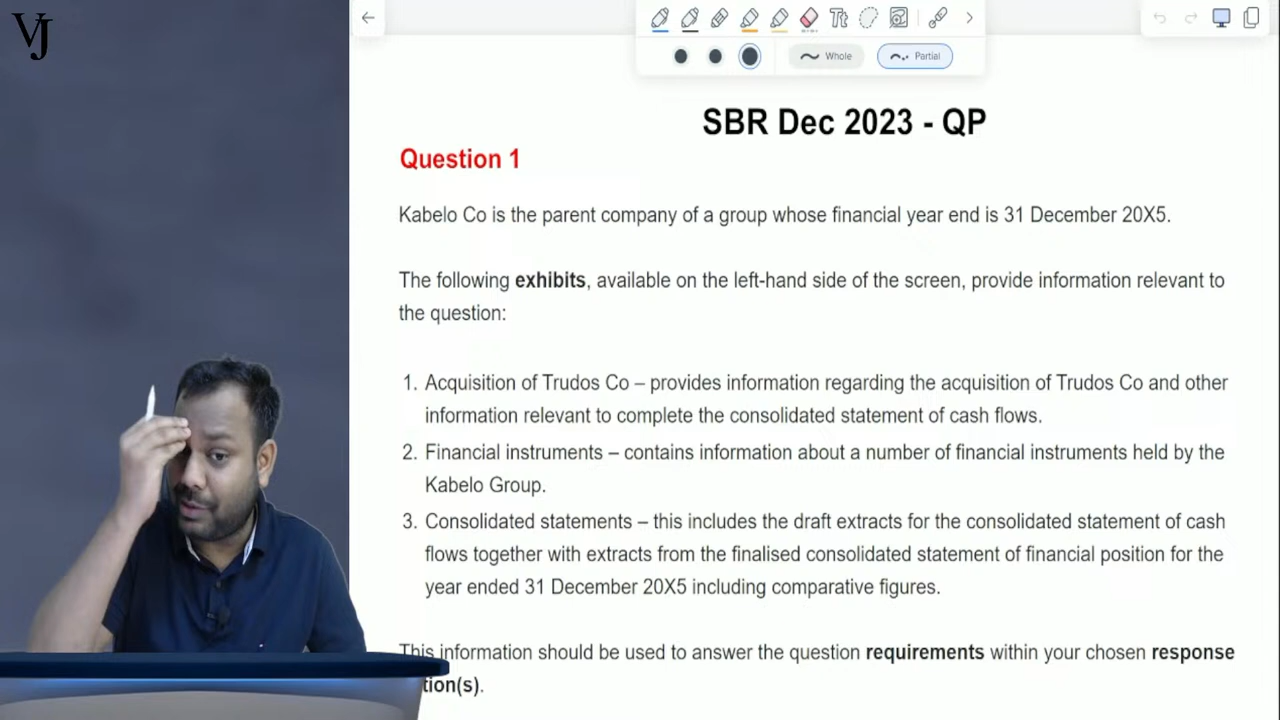 VJ
Tt
Whole
Partial
SBR Dec 2023 - QP
Question 1
Kabelo Co is the parent company of a group whose financial year end is 31 December 20X5.
The following exhibits, available on the left-hand side of the screen, provide information relevant to
the question:
1. Acquisition of Trudos Co – provides information regarding the acquisition of Trudos Co and other
information relevant to complete the consolidated statement of cash flows.
2. Financial instruments – contains information about a number of financial instruments held by the
Kabelo Group.
3. Consolidated statements – this includes the draft extracts for the consolidated statement of cash
flows together with extracts from the finalised consolidated statement of financial position for the
year ended 31 December 20X5 including comparative figures.
This information should be used to answer the question requirements within your chosen response
tion(s).